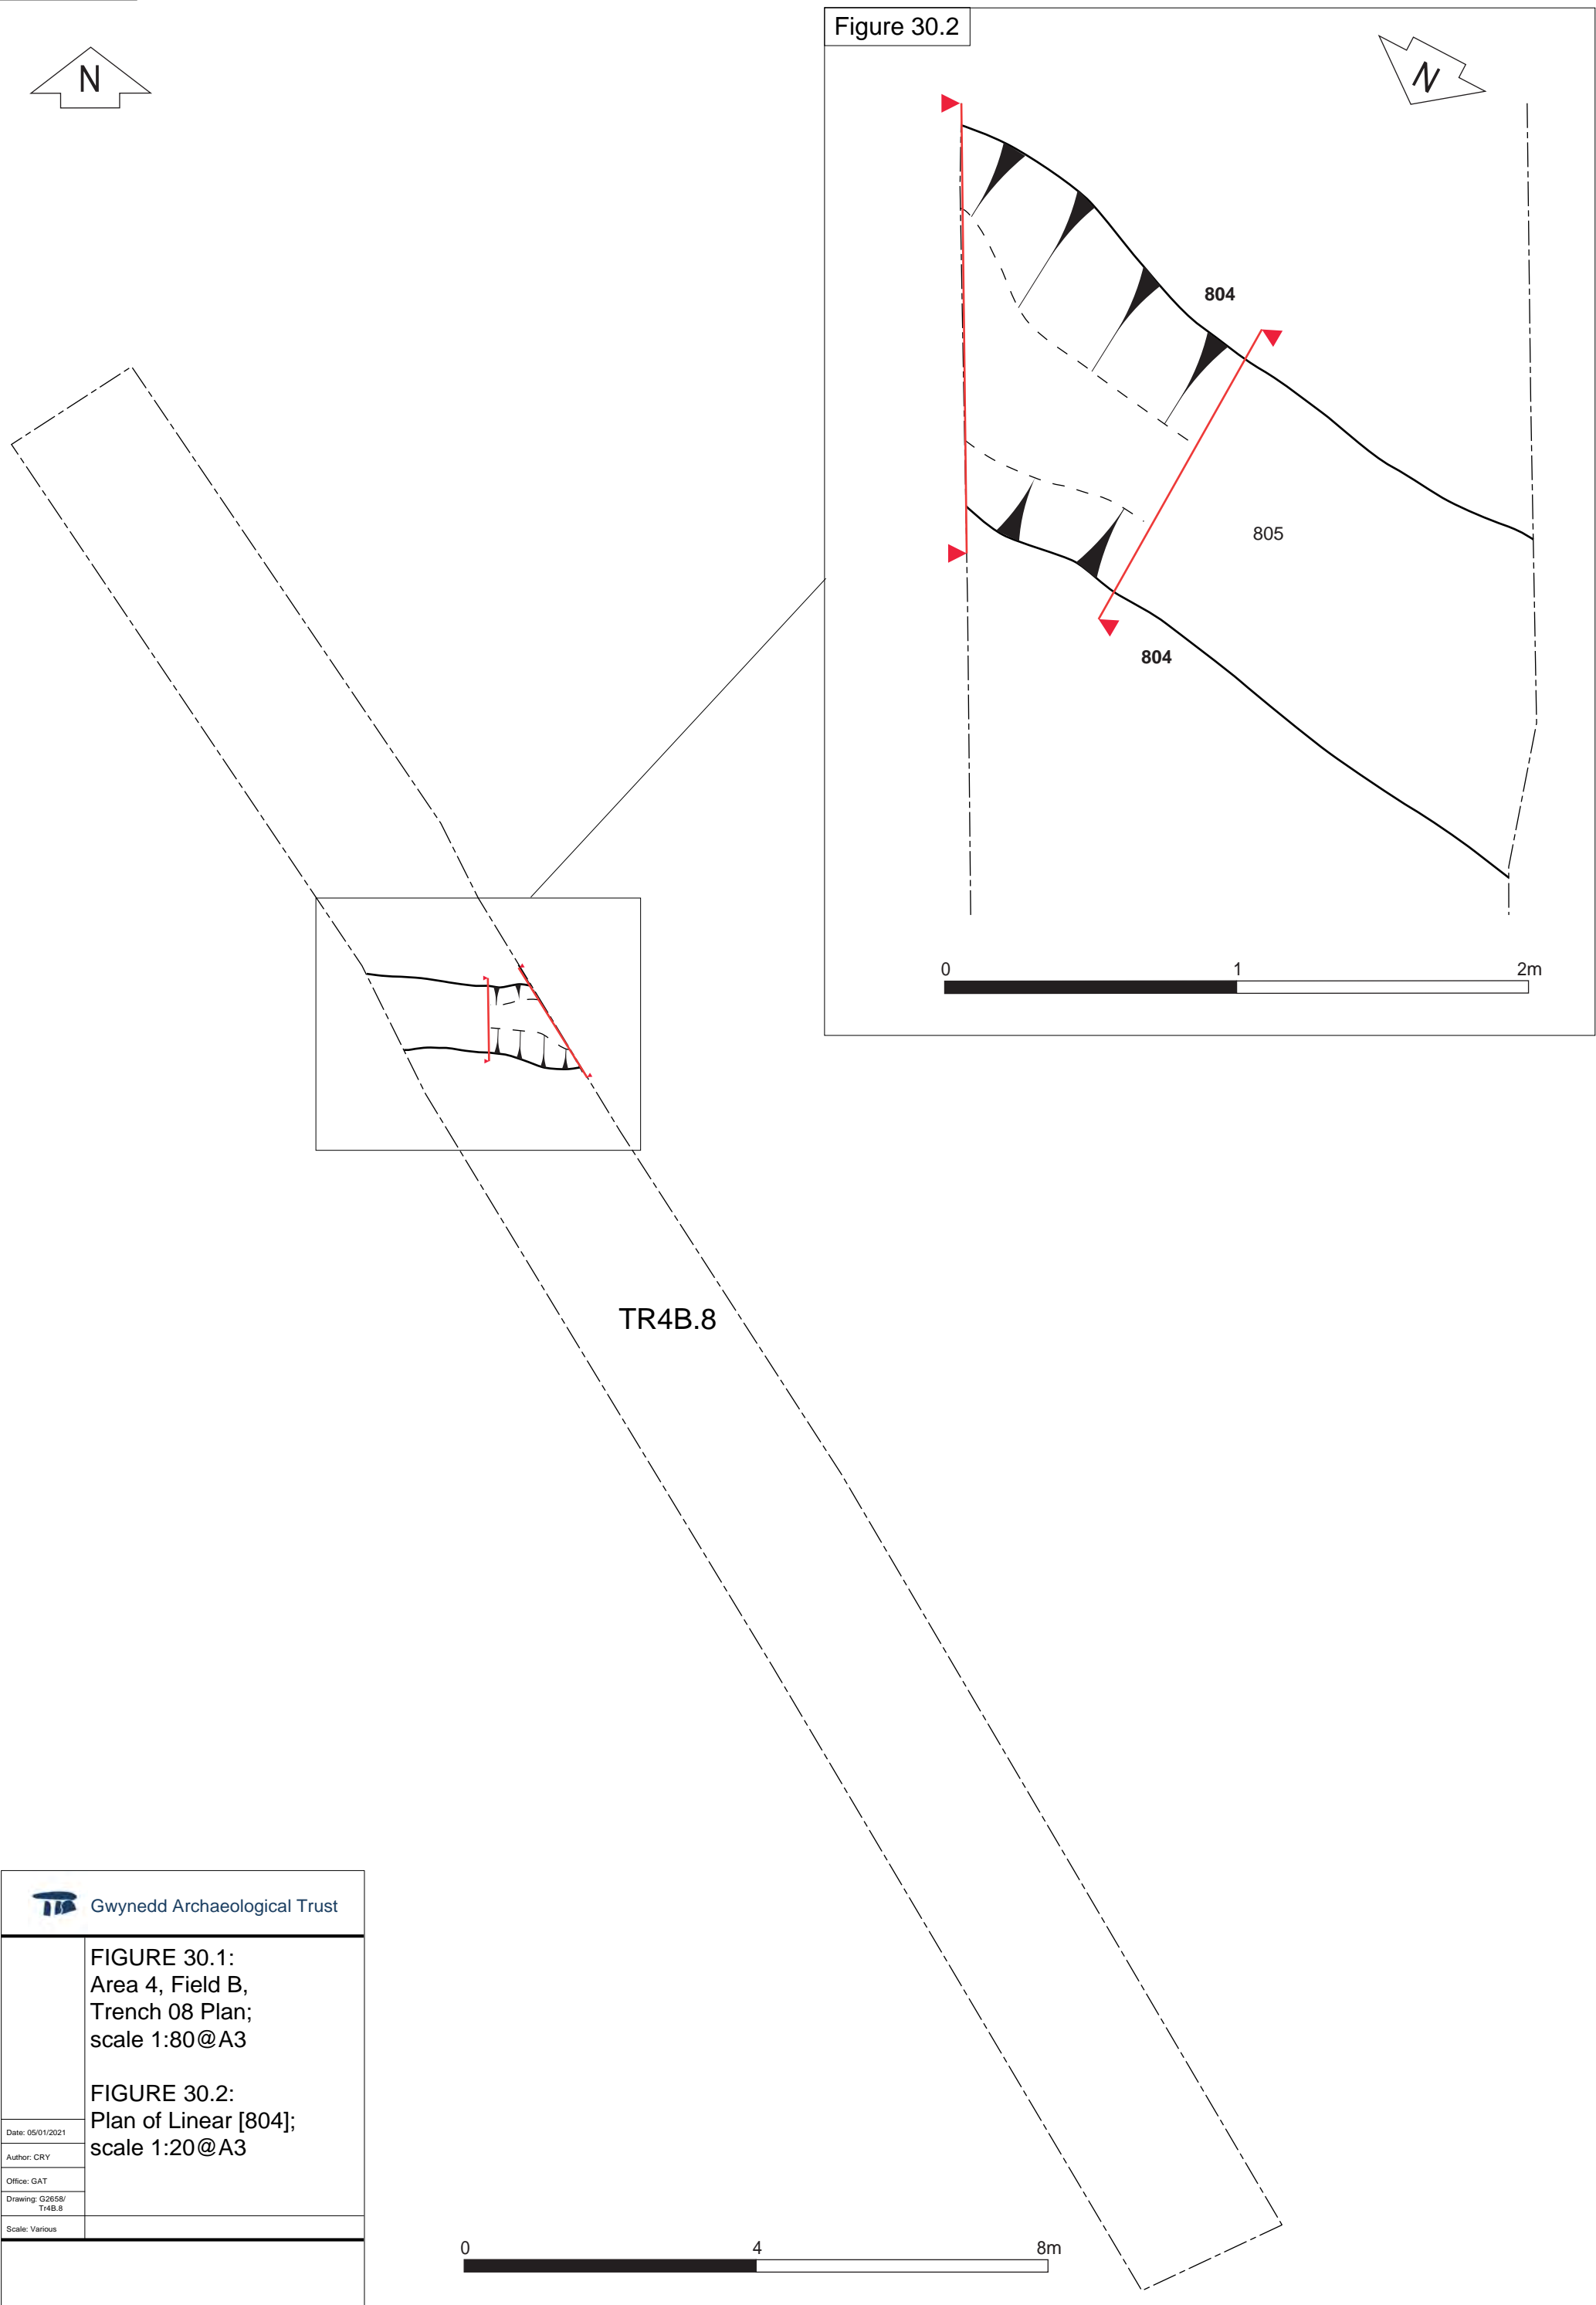 N
Figure 30.2
N
804
805
804
0 1 2m
TR4B.8
Gwynedd Archaeological Trust
FIGURE 30.1:
Area 4, Field B,
Trench 08 Plan;
scale 1:80@A3
FIGURE 30.2:
Plan of Linear [804];
scale 1:20@A3
Date: 05/01/2021
Author: CRY
Office: GAT
Drawing: G2658/
Tr4B.8
Scale: Various
0 4 8m